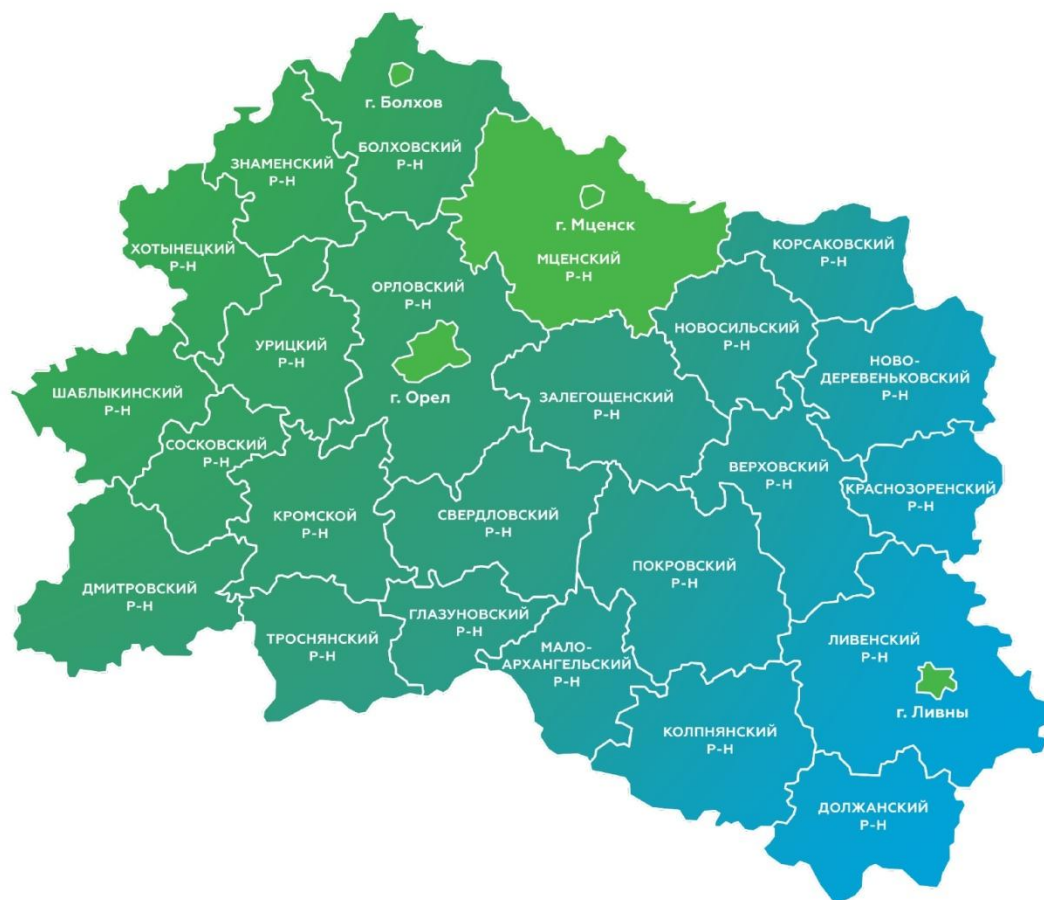 г. Болхов
БОЛХОВСКИЙ
Р-Н
ЗНАМЕНСКИЙ
Р-Н
г. Мценск
МЦЕНСКИЙ
Р-Н
ХОТЫНЕЦКИЙ
Р-Н
КОРСАКОВСКИЙ
Р-Н
ОРЛОВСКИЙ
Р-Н
УРИЦКИЙ
Р-Н
НОВОСИЛЬСКИЙ
Р-Н
НОВО-
ДЕРЕВЕНЬКОВСКИЙ
Р-Н
ШАБЛЫКИНСКИЙ
Р-Н
г. Орел
ЗАЛЕГОЩЕНСКИЙ
Р-Н
СОСКОВСКИЙ
Р-Н
ВЕРХОВСКИЙ
Р-Н
КРАСНОЗОРЕНСКИЙ
Р-Н
КРОМСКОЙ
Р-Н
СВЕРДЛОВСКИЙ
Р-Н
ПОКРОВСКИЙ
Р-Н
ДМИТРОВСКИЙ
Р-Н
ГЛАЗУНОВСКИЙ
Р-Н
ТРОСНЯНСКИЙ
Р-Н
МАЛО-
АРХАНГЕЛЬСКИЙ
Р-Н
ЛИВЕНСКИЙ
Р-Н
г. Ливны
КОЛПНЯНСКИЙ
Р-Н
ДОЛЖАНСКИЙ
Р-Н